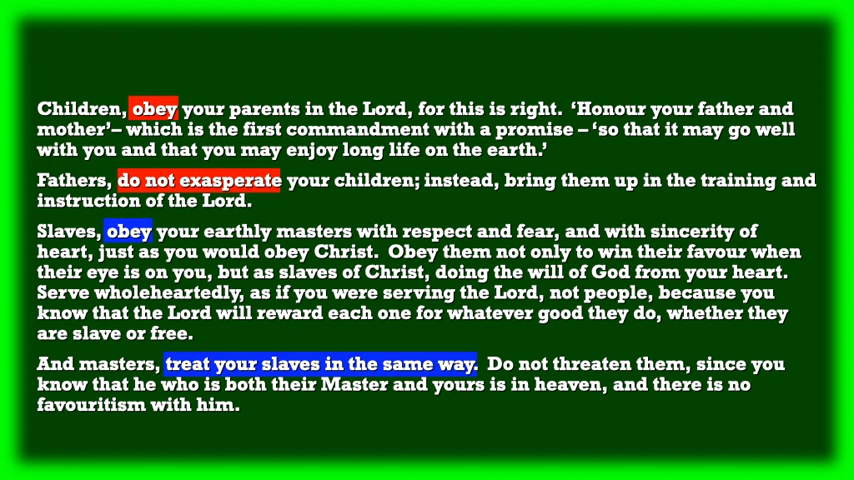 Children, obey your parents in the Lord, for this is right.  ‘Honour your father and
mother’– which is the first commandment with a promise – ‘so that it may go well
with you and that you may enjoy long life on the earth.’
Fathers, do not exasperate your children; instead, bring them up in the training and
instruction of the Lord.
Slaves, obey your earthly masters with respect and fear, and with sincerity of
heart, just as you would obey Christ.  Obey them not only to win their favour when
their eye is on you, but as slaves of Christ, doing the will of God from your heart.
Serve wholeheartedly, as if you were serving the Lord, not people, because you
know that the Lord will reward each one for whatever good they do, whether they
are slave or free.
And masters, treat your slaves in the same way.  Do not threaten them, since you
know that he who is both their Master and yours is in heaven, and there is no
favouritism with him.